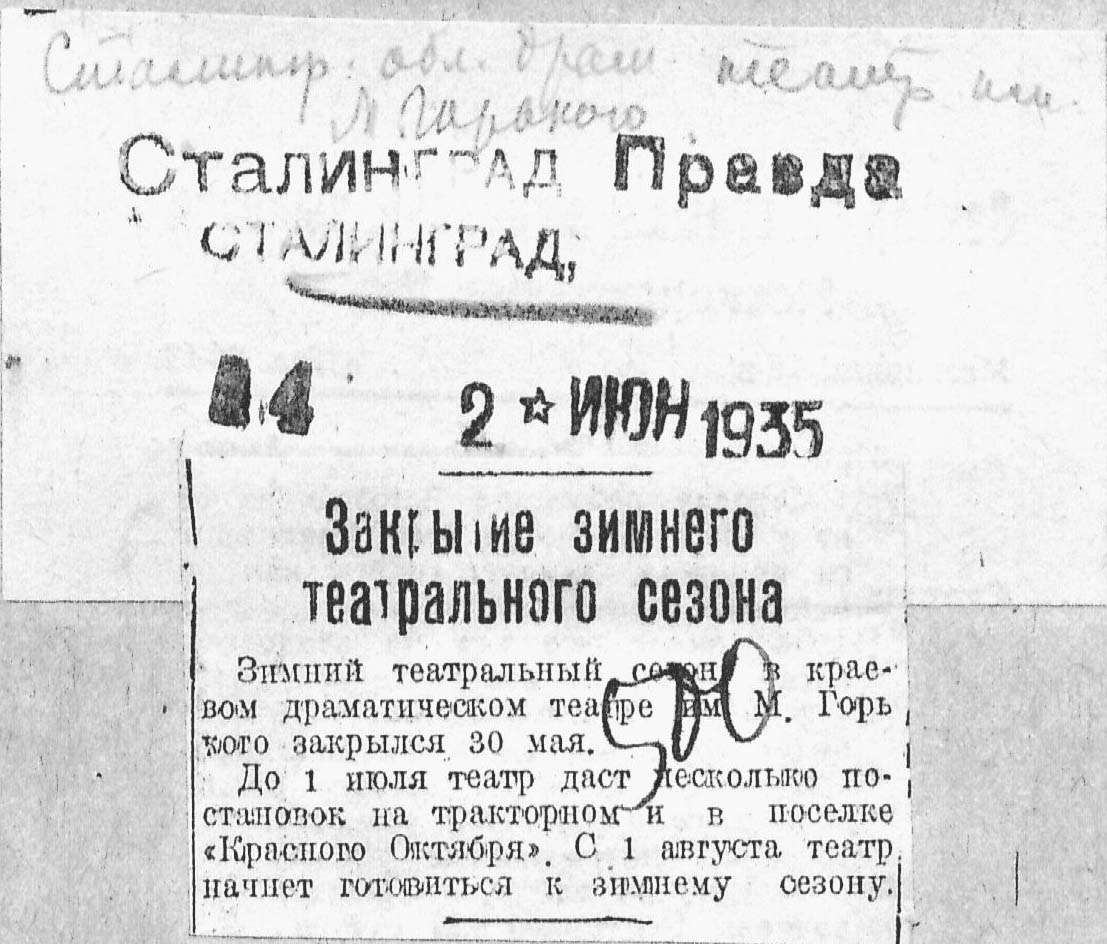 Сталингр. обл. драм театр им.
М Горького
СталинГРАД Правда
СТАЛИНГРАД,
2 ☆ ИЮН 1935
Закрытие зимнего
театрального сезона
Зимний театральный сезон в крае-
вом драматическом театре им М. Горь
кого закрылся 30 мая.
До 1 июля театр даст несколько по-
становок на тракторном и в поселке
«Красного Октября». С 1 августа театр
начнет готовиться к зимнему сезону.